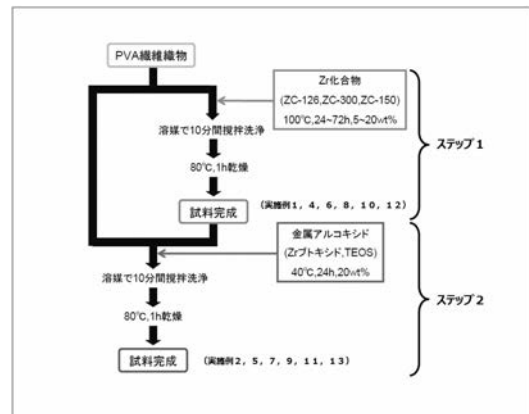 PVA繊維織物
Zr化合物
(ZC-126,ZC-300,ZC-150)
100℃,24~72h,5~20wt%
溶媒で10分間撹拌洗浄
80℃,1h乾燥
試料完成
(実施例1, 4, 6, 8, 10, 12)
ステップ1
金属アルコキシド
(Zrブトキシド,TEOS)
40℃,24h,20wt%
溶媒で10分間撹拌洗浄
80℃,1h乾燥
試料完成
(実施例2, 5, 7, 9, 11, 13)
ステップ2